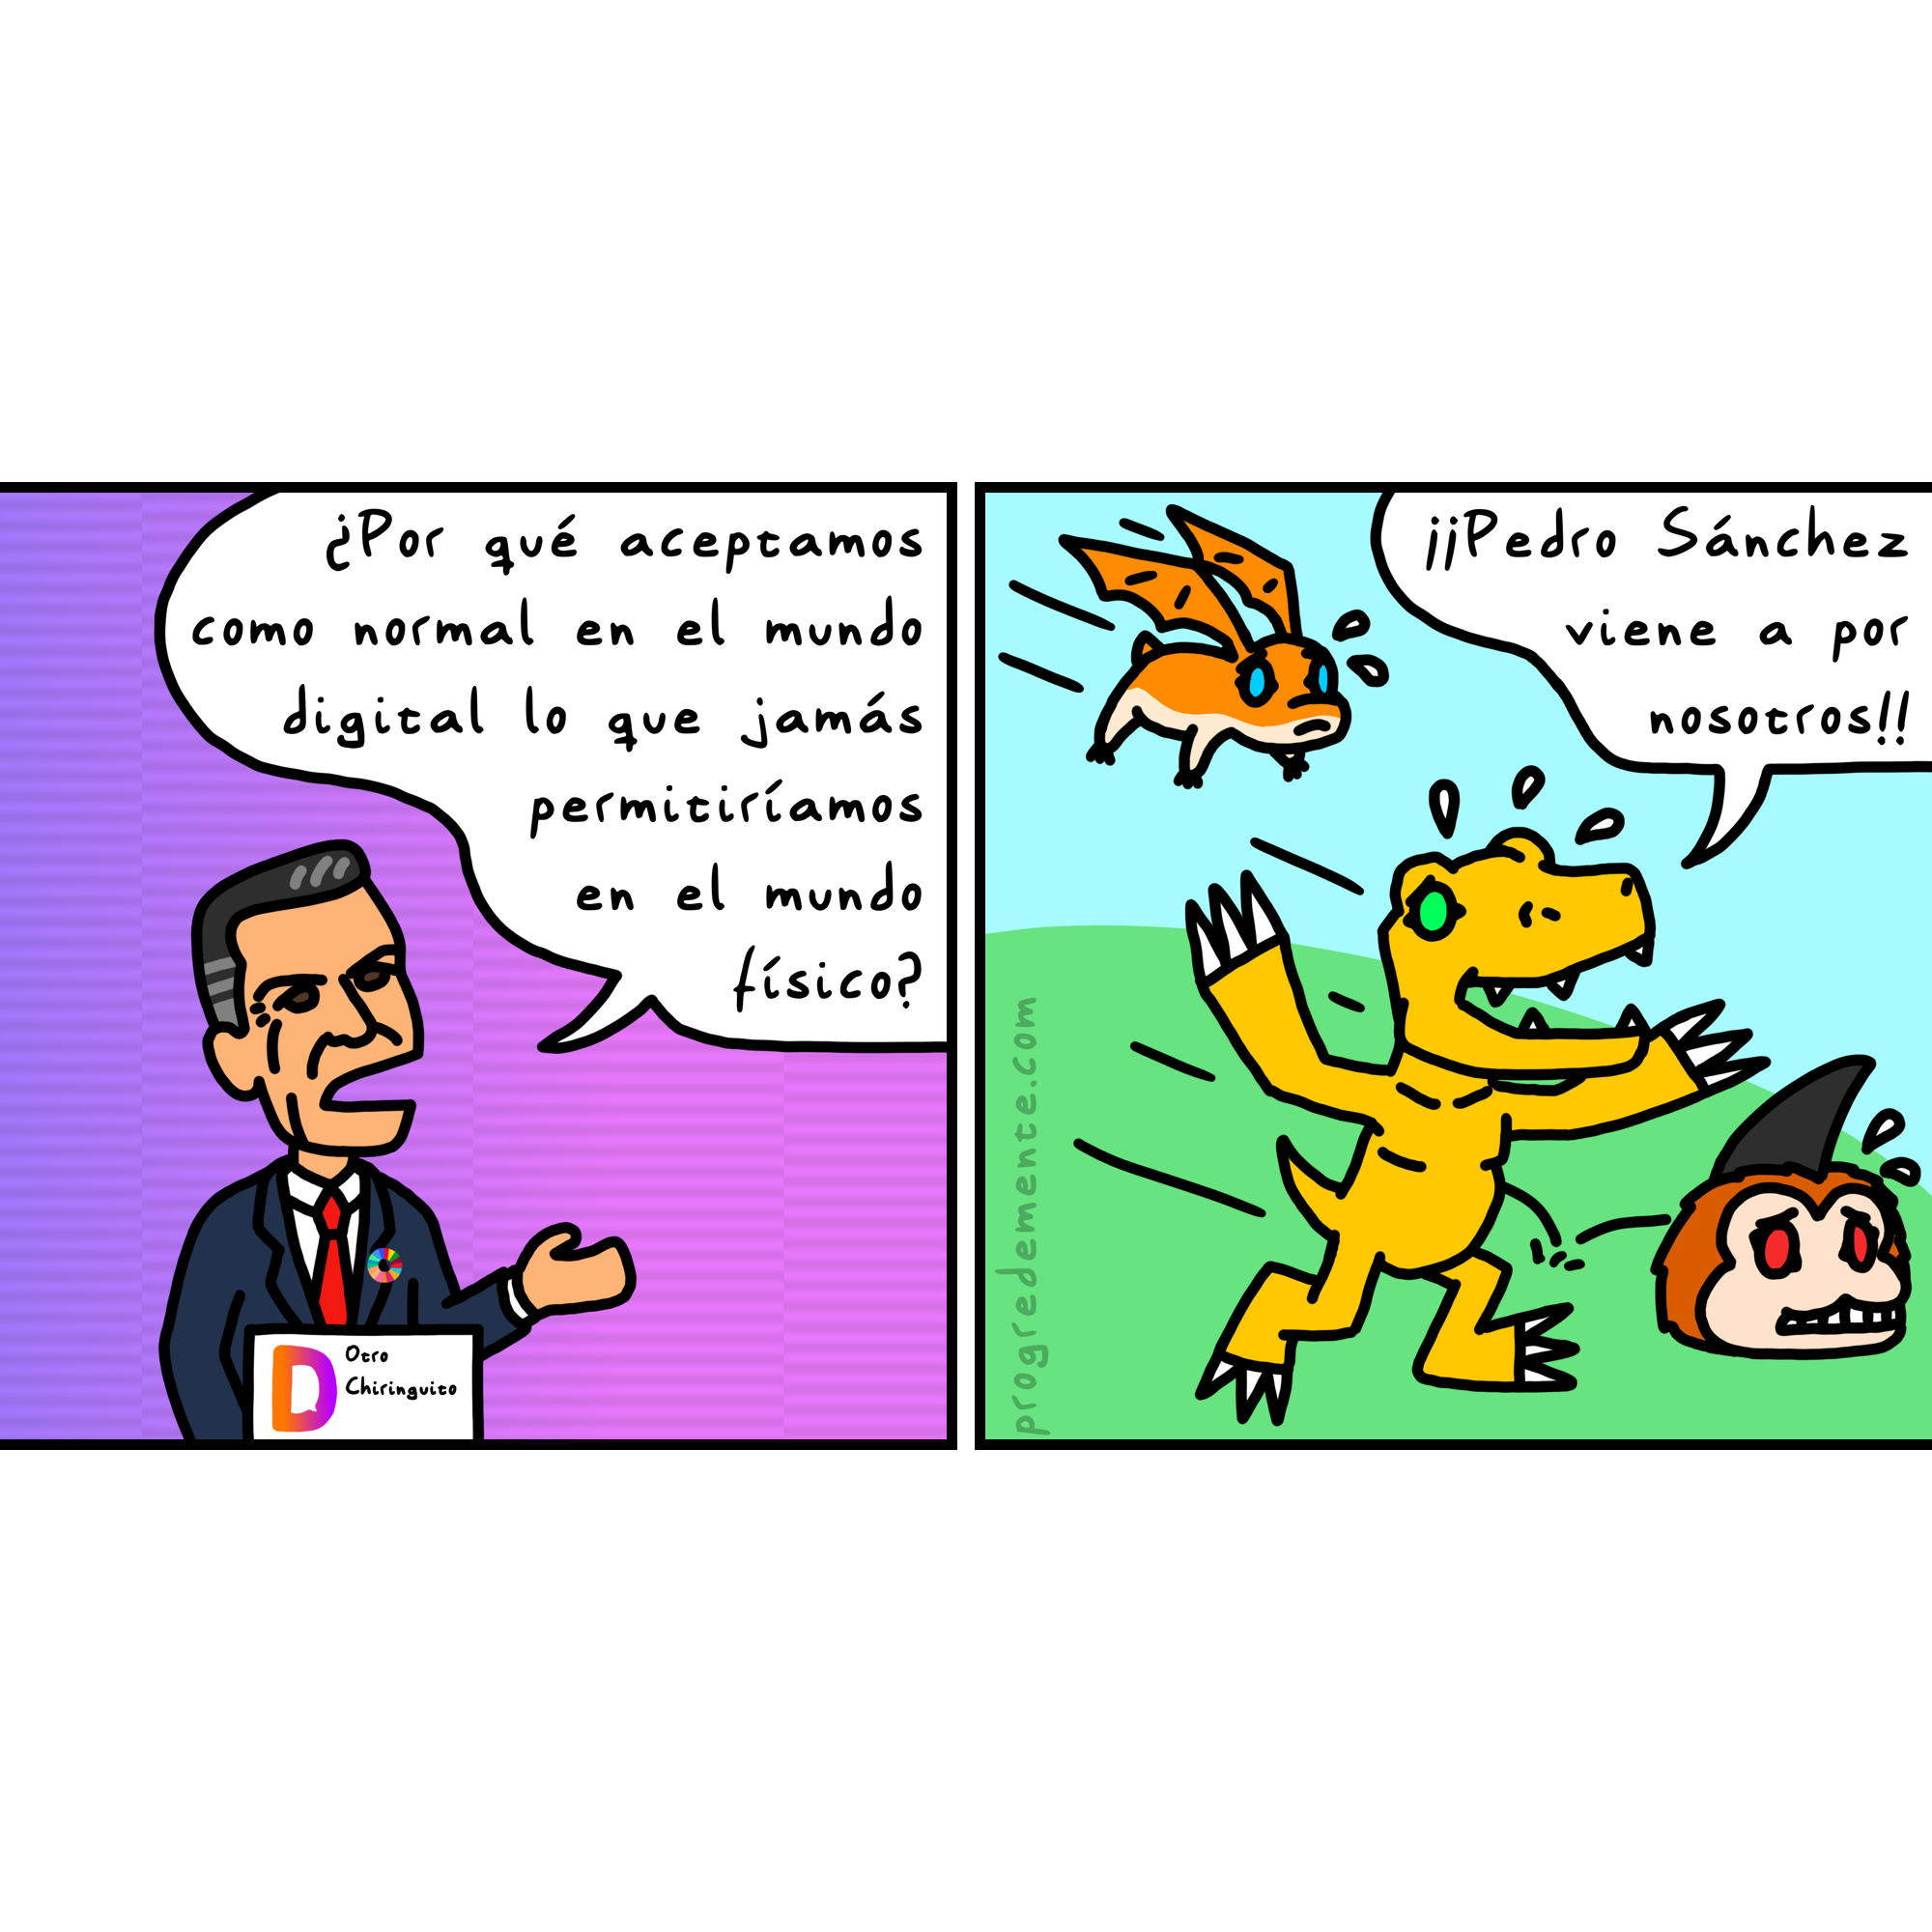 ¿Por qué aceptamos
como normal en el mundo
digital lo que jamás
permitiríamos
en el mundo
físico?
D
Otro
Chiringuito
¡¡Pedro Sánchez
viene a por
nosotros!!
progredemente.com